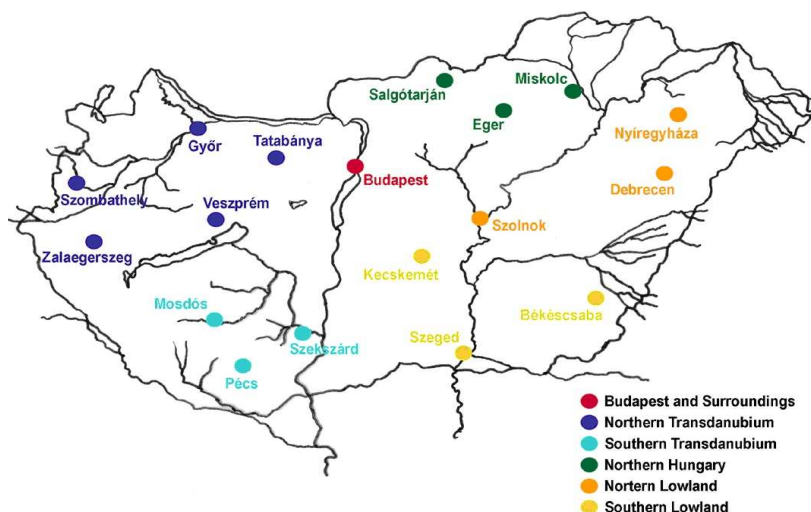 Miskolc
Salgótarján
Eger
Nyíregyháza
Győr
Tatabánya
Budapest
Debrecen
Szombathely
Veszprém
Szolnok
Zalaegerszeg
Kecskemét
Mosdós
Békéscsaba
Szekszárd
Szeged
Pécs
Budapest and Surroundings
Northern Transdanubium
Southern Transdanubium
Northern Hungary
Nortern Lowland
Southern Lowland